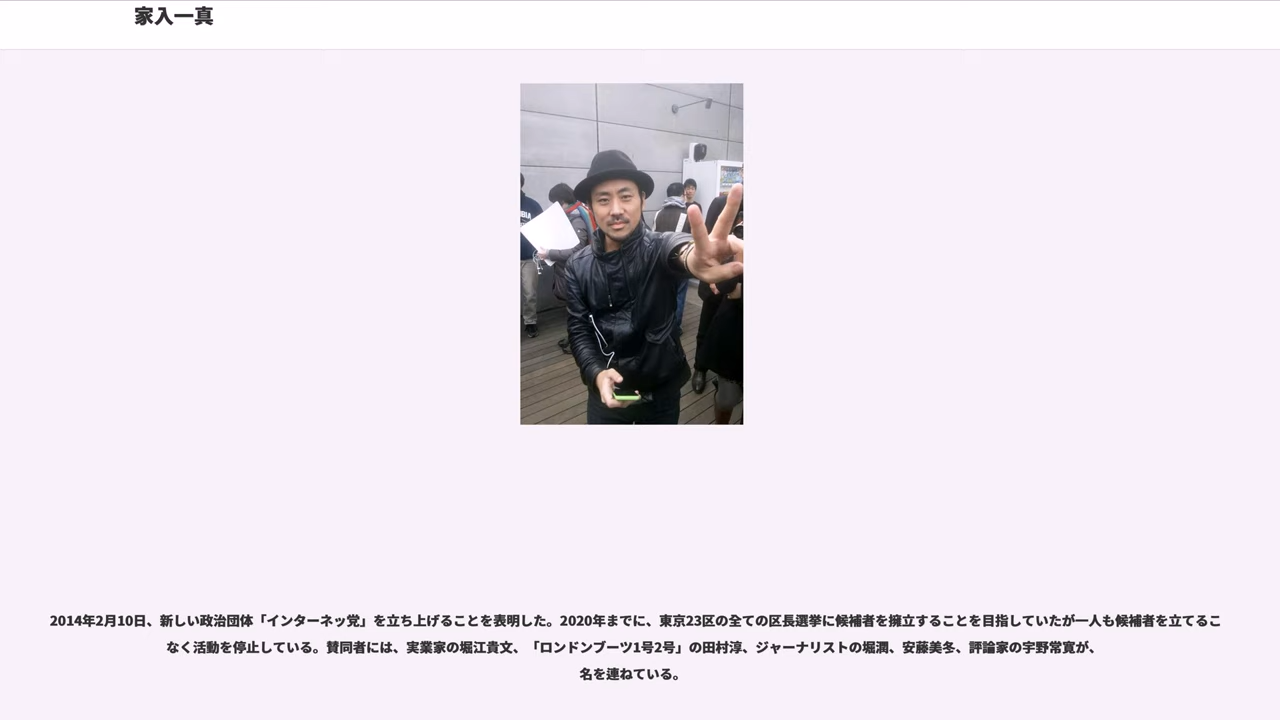 家入一真
2014年2月10日、新しい政治団体「インターネッ党」を立ち上げることを表明した。2020年までに、東京23区の全ての区長選挙に候補者を擁立することを目指していたが一人も候補者を立てるこ
なく活動を停止している。賛同者には、実業家の堀江貴文、「ロンドンブーツ1号2号」の田村淳、ジャーナリストの堀潤、安藤美冬、評論家の宇野常寛が、
名を連ねている。